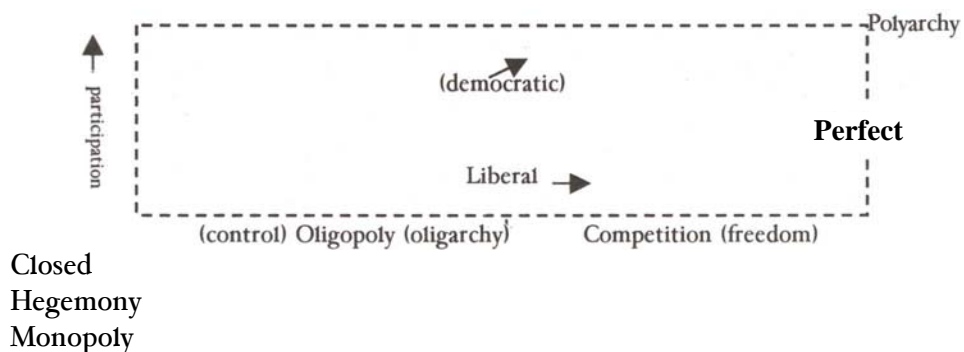 Polyarchy
(democratic)
participation
Perfect
Liberal
(control) Oligopoly (oligarchy) Competition (freedom)
Closed
Hegemony
Monopoly